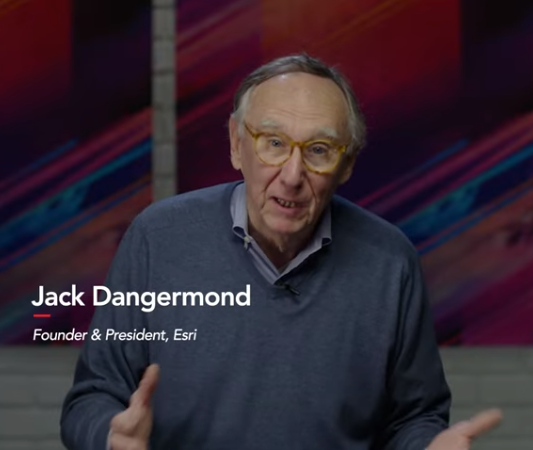 Jack Dangermond
Founder & President, Esri